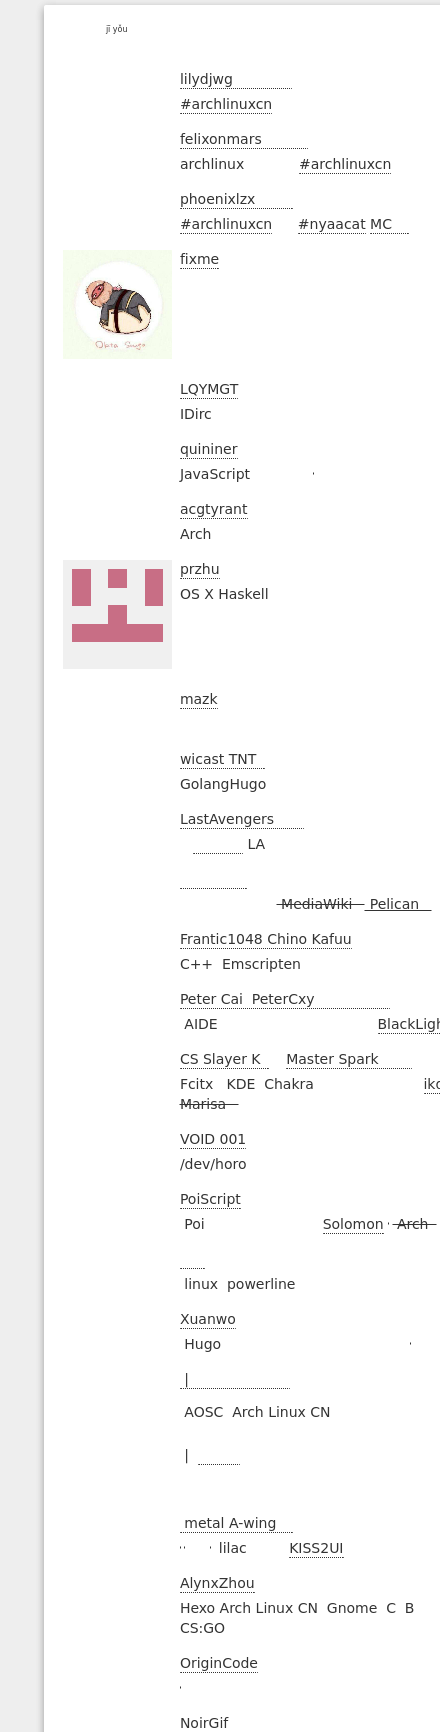 jī yǒu
lilydjwg
#archlinuxcn
felixonmars
archlinux #archlinuxcn
phoenixlzx
#archlinuxcn #nyaacat MC
fixme
LQYMGT
IDirc
quininer
JavaScript
acgtyrant
Arch
przhu
OS X Haskell
mazk
wicast TNT
GolangHugo
LastAvengers
LA
MediaWiki Pelican
Frantic1048 Chino Kafuu
C++ Emscripten
Peter Cai PeterCxy
AIDE BlackLigh
CS Slayer K Master Spark
Fcitx KDE Chakra
Marisa
VOID 001
/dev/horo
PoiScript
Poi Solomon Arch
linux powerline
Xuanwo
Hugo
|
AOSC Arch Linux CN
|
metal A-wing
lilac KISS2UI
AlynxZhou
Hexo Arch Linux CN Gnome C B
CS:GO
OriginCode
NoirGif